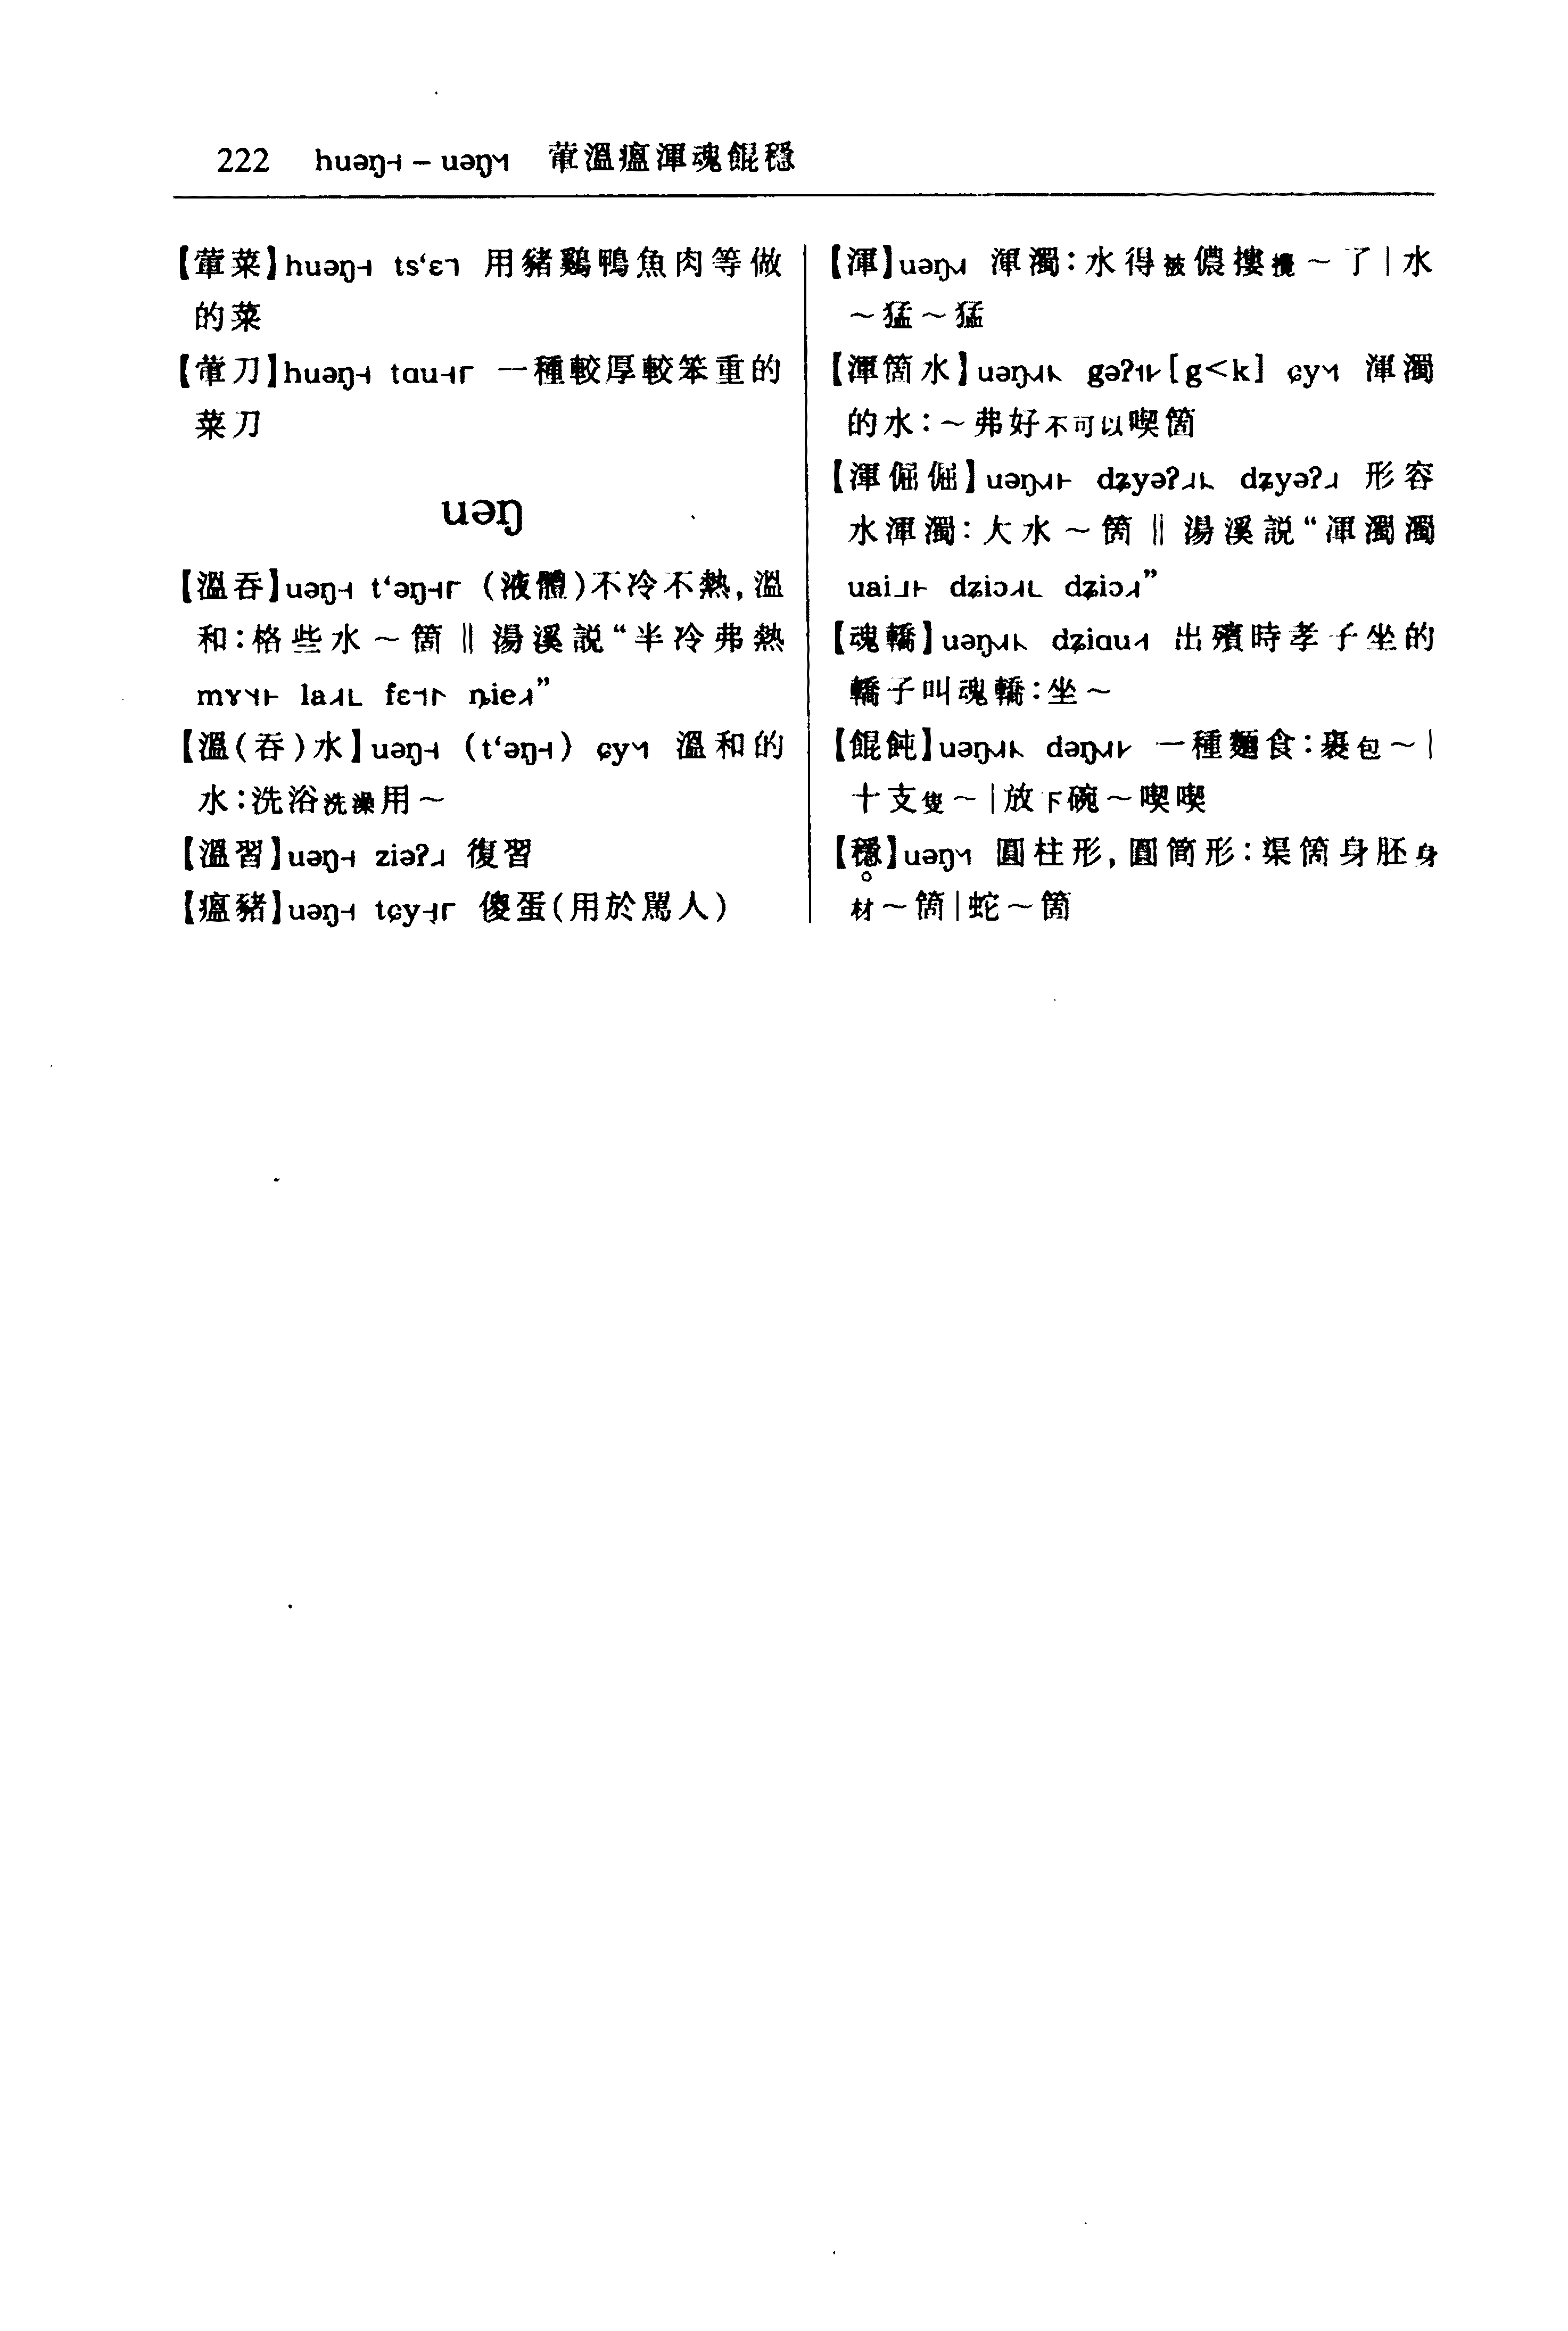 222 huəŋ˧ – uəŋ˥˧˥ 葷溫瘟渾魂餛穩
【葷菜】huəŋ˧ ts‘ɛ˥ 用豬鷄鴨魚肉等做
的菜
【葷刀】huəŋ˧ tɑu˧꜒ 一種較厚較笨重的
菜刀
uəŋ
【溫吞】uəŋ˧ t‘əŋ˧꜒ (液體)不冷不熱,溫
和:格些水～箇‖湯溪説“半冷弗熱
mɤ la fɛ ȵie”
【溫(吞)水】uəŋ˧ (t‘əŋ˧) ɕy 溫和的
水:洗浴洗澡用～
【溫習】uəŋ˧ ziəʔ 復習
【瘟豬】uəŋ˧ tɕy˧꜒ 傻蛋(用於駡人)
【渾】uəŋ 渾濁:水得被儂摟攪～了|水
～猛～猛
【渾箇水】uəŋ gəʔ[g<k] ɕy 渾濁
的水:～弗好不可以喫箇
【渾倔倔】uəŋ dʑyəʔ dʑyəʔ 形容
水渾濁:大水～箇‖湯溪説“渾濁濁
uai dʑiɔ dʑiɔ”
【魂轎】uəŋ dʑiɑu 出殯時孝子坐的
轎子叫魂轎:坐～
【餛飩】uəŋ dəŋ 一種麵食:裹包～|
十支隻～|放下碗～喫喫
【穩】uəŋ 圓柱形,圓筒形:渠箇身胚身
材～箇|蛇～箇